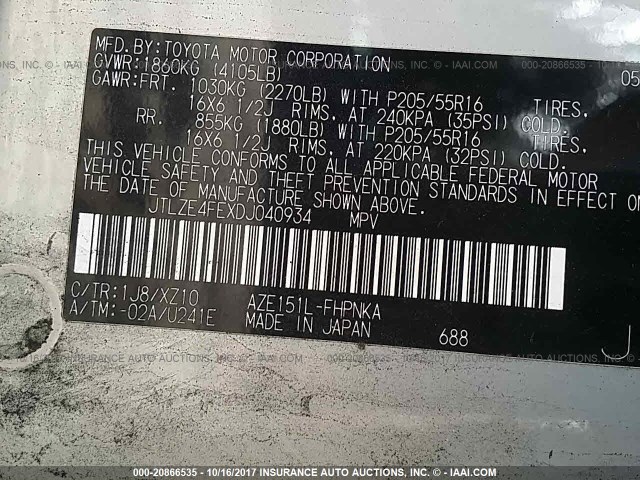 MFD.BY:TOYOTA MOTOR CORPORATION 05
GVWR:1860KG (4105LB)
GAWR:FRT. 1030KG (2270LB) WITH P205/55R16 TIRES,
16X6 1/2J RIMS, AT 240KPA (35PSI) COLD.
RR. 855KG (1880LB) WITH P205/55R16 TIRES,
16X6 1/2J RIMS, AT 220KPA (32PSI) COLD.
THIS VEHICLE CONFORMS TO ALL APPLICABLE FEDERAL MOTOR
VEHICLE SAFETY AND THEFT PREVENTION STANDARDS IN EFFECT ON
THE DATE OF MANUFACTURE SHOWN ABOVE.
JTLZE4FEXDJ040934 MPV
C/TR:1J8/XZ10 AZE151L-FHPNKA
A/TM:-02A/U241E MADE IN JAPAN 688
000-20866535 - 10/16/2017 INSURANCE AUTO AUCTIONS INC. - IAAI.COM